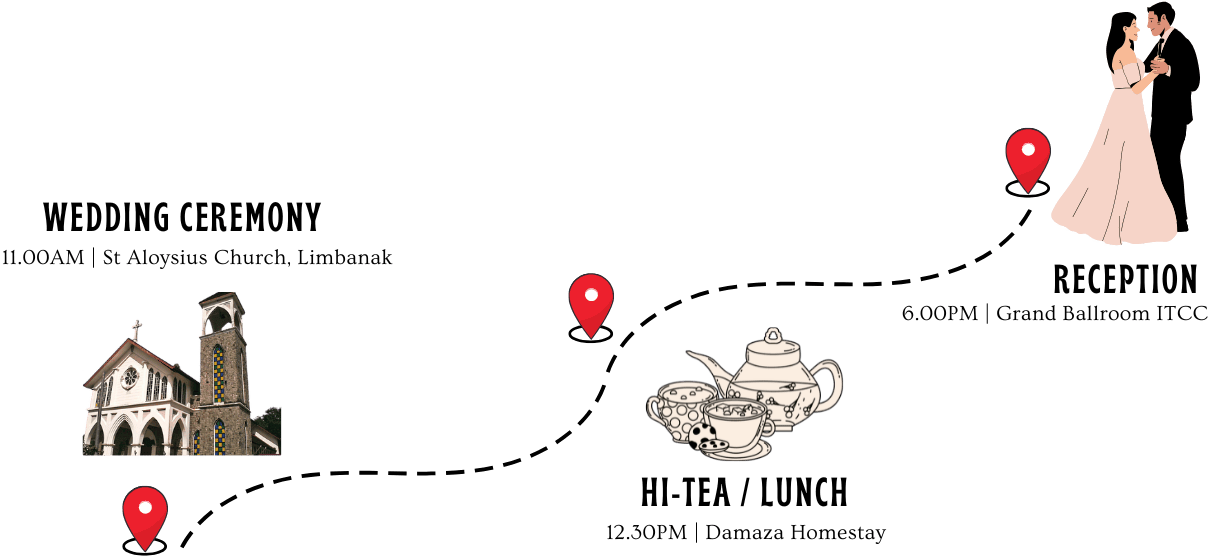 WEDDING CEREMONY
11.00AM | St Aloysius Church, Limbanak
HI-TEA / LUNCH
12.30PM | Damaza Homestay
RECEPTION
6.00PM | Grand Ballroom ITCC